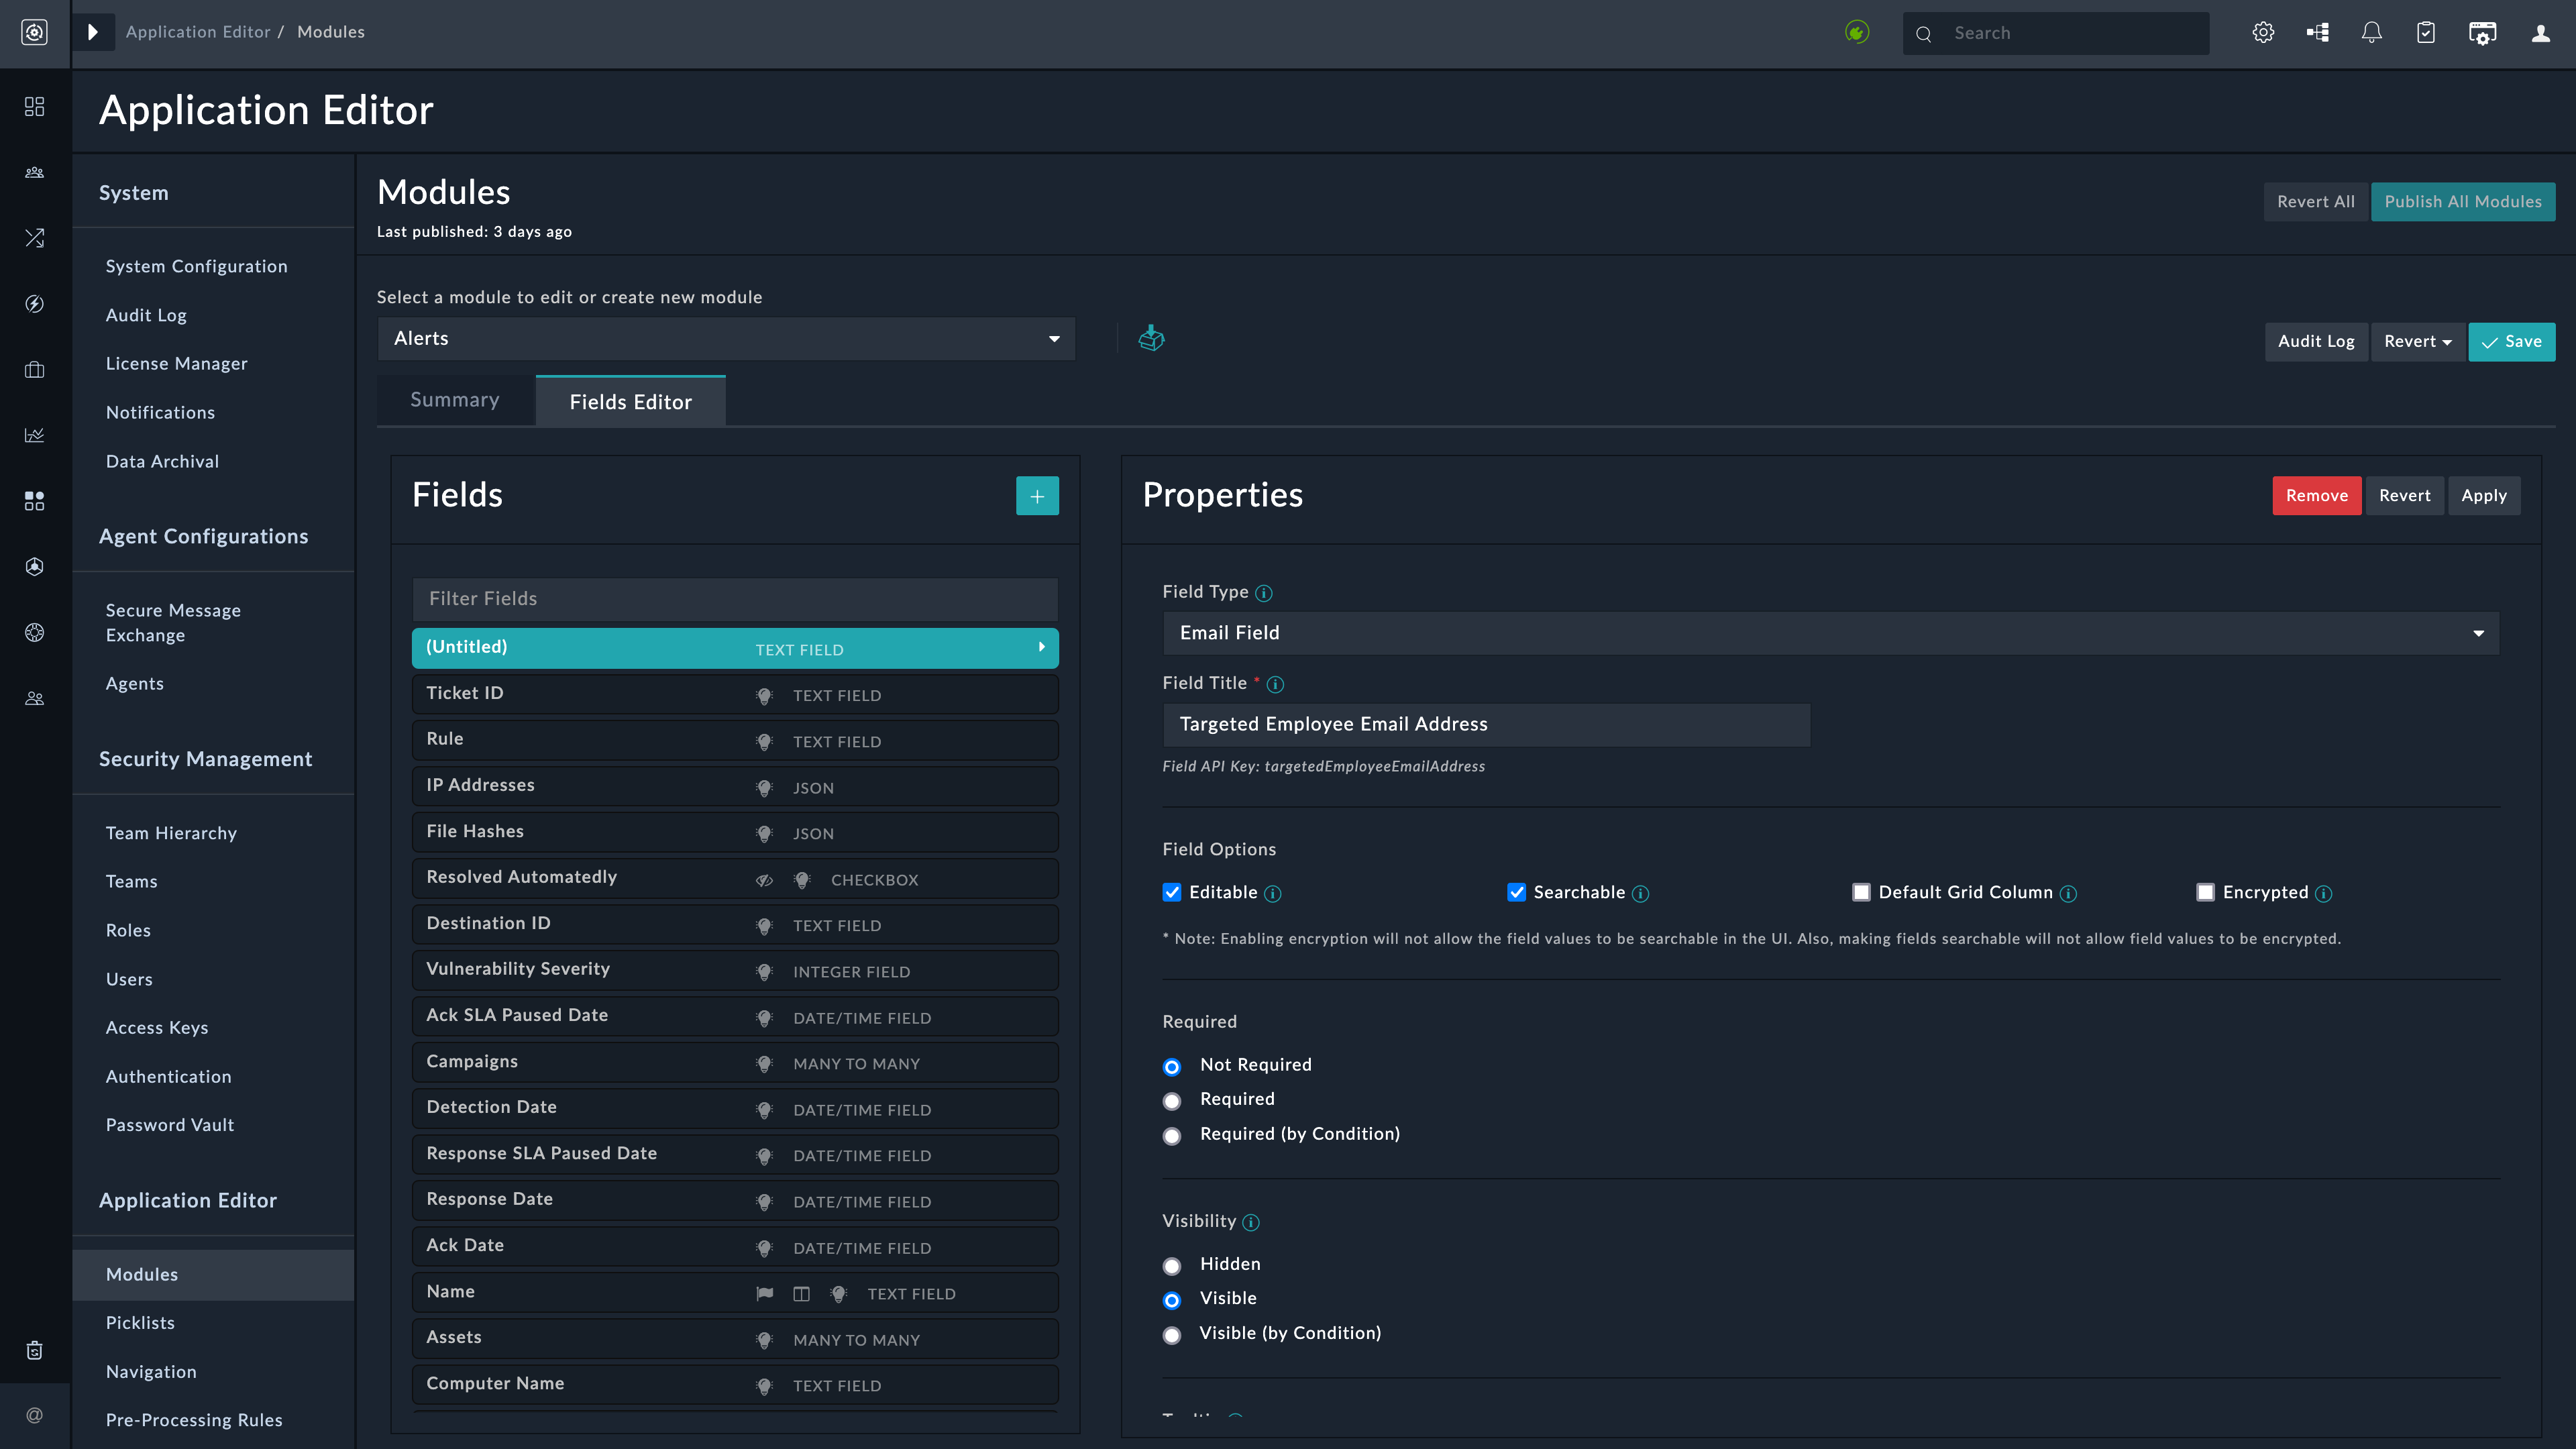 Application Editor / Modules
Search
Application Editor
System
System Configuration
Audit Log
License Manager
Notifications
Data Archival
Agent Configurations
Secure Message
Exchange
Agents
Security Management
Team Hierarchy
Teams
Roles
Users
Access Keys
Authentication
Password Vault
Application Editor
Modules
Picklists
Navigation
Pre-Processing Rules
@
Modules
Last published: 3 days ago
Revert All
Publish All Modules
Select a module to edit or create new module
Alerts
Audit Log
Revert
Save
Summary
Fields Editor
Fields
+
Filter Fields
(Untitled) TEXT FIELD
Ticket ID TEXT FIELD
Rule TEXT FIELD
IP Addresses JSON
File Hashes JSON
Resolved Automatedly CHECKBOX
Destination ID TEXT FIELD
Vulnerability Severity INTEGER FIELD
Ack SLA Paused Date DATE/TIME FIELD
Campaigns MANY TO MANY
Detection Date DATE/TIME FIELD
Response SLA Paused Date DATE/TIME FIELD
Response Date DATE/TIME FIELD
Ack Date DATE/TIME FIELD
Name TEXT FIELD
Assets MANY TO MANY
Computer Name TEXT FIELD
Properties
Remove
Revert
Apply
Field Type
Email Field
Field Title *
Targeted Employee Email Address
Field API Key: targetedEmployeeEmailAddress
Field Options
Editable Searchable Default Grid Column Encrypted
* Note: Enabling encryption will not allow the field values to be searchable in the UI. Also, making fields searchable will not allow field values to be encrypted.
Required
Not Required
Required
Required (by Condition)
Visibility
Hidden
Visible
Visible (by Condition)